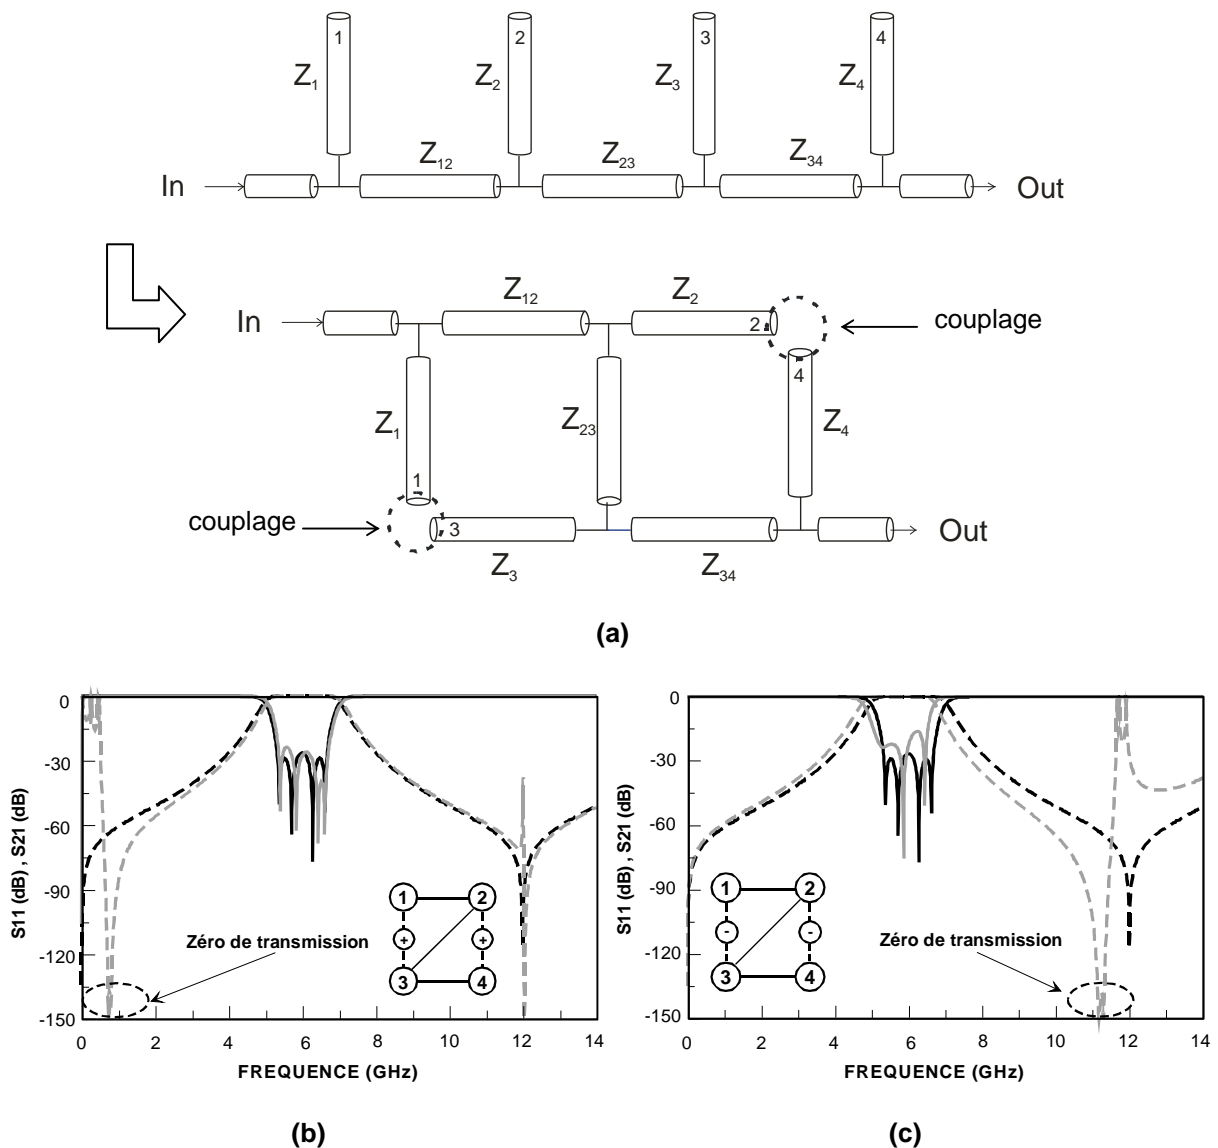 1 2 3 4
Z1 Z2 Z3 Z4
Z12 Z23 Z34
In Out
Z12 Z2
In 2 couplage
4
Z1 Z23 Z4
1
couplage 3 Out
Z3 Z34
(a)
0
-30
-60
-90
-120
-150
S11 (dB) , S21 (dB)
1 2
+ +
3 4
Zéro de transmission
0 2 4 6 8 10 12 14
FREQUENCE (GHz)
(b)
0
-30
-60
-90
-120
-150
S11 (dB) , S21 (dB)
1 2
- -
3 4
Zéro de transmission
0 2 4 6 8 10 12 14
FREQUENCE (GHz)
(c)